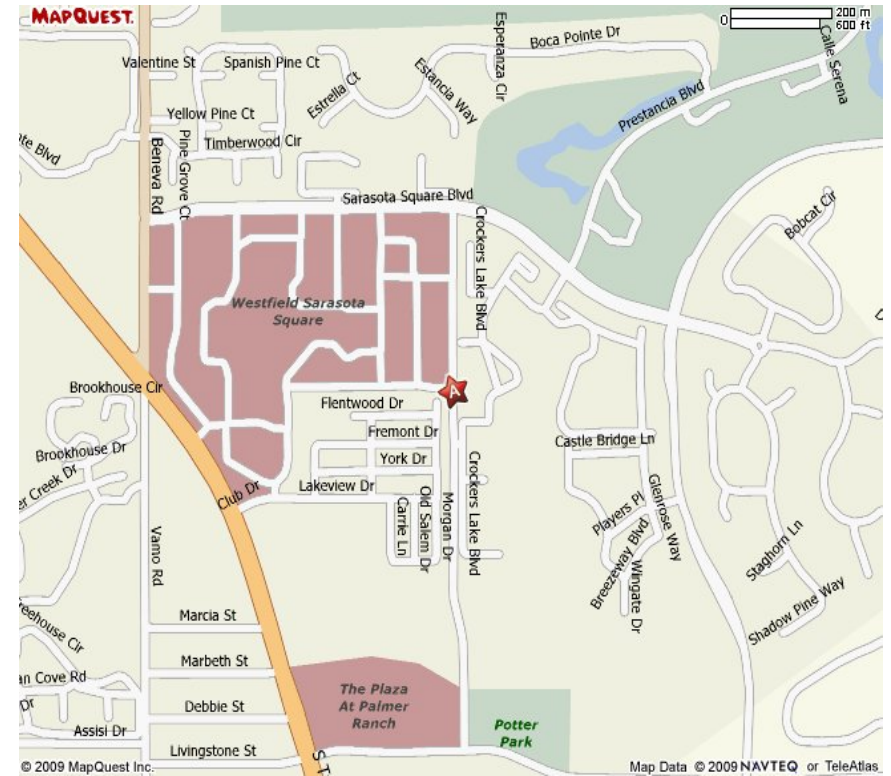 MAPQUEST.
0
200 m
600 ft
Valentine St
Spanish Pine Ct
Estrella Ct
Estancia Way
Esperanza Cir
Boca Pointe Dr
Calle Serena
Prestancia Blvd
Yellow Pine Ct
Timberwood Cir
Pine Grove Ct
Beneva Rd
Sarasota Square Blvd
Crockers Lake Blvd
Bobcat Cir
Westfield Sarasota
Square
Brookhouse Cir
A
Flentwood Dr
Fremont Dr
York Dr
Lakeview Dr
Brookhouse Dr
Club Dr
Carrie Ln
Old Salem Dr
Morgan Dr
Crockers Lake Blvd
Castle Bridge Ln
Glenrose Way
Players Pl
Breezeway Blvd
Wingate Dr
Staghorn Ln
Shadow Pine Way
Vamo Rd
Marcia St
Marbeth St
Debbie St
Livingstone St
Assisi Dr
The Plaza
At Palmer
Ranch
Potter
Park
© 2009 MapQuest Inc.
Map Data © 2009 NAVTEQ or TeleAtlas